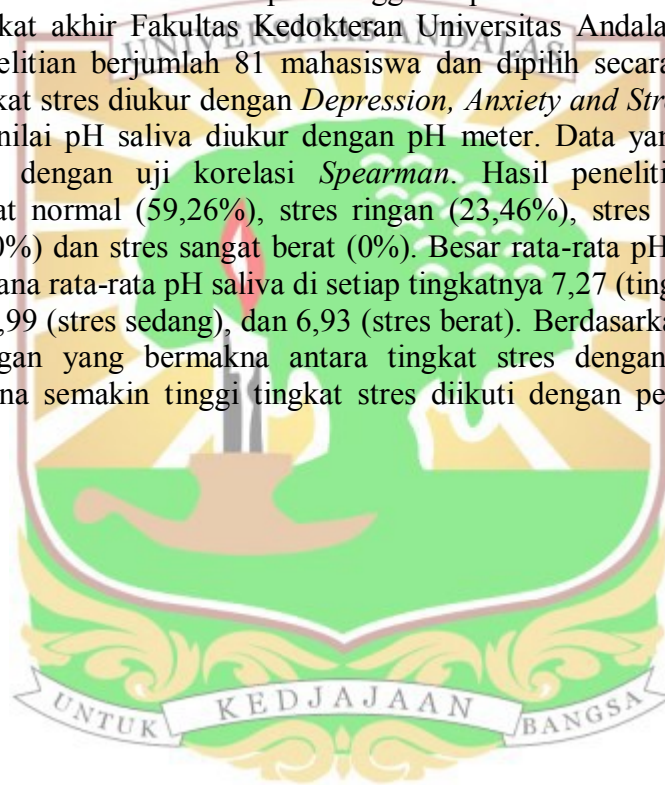 kat akhir Fakultas Kedokteran Universitas Andala
UNIVERSITAS ANDALAS
elitian berjumlah 81 mahasiswa dan dipilih secara
kat stres diukur dengan Depression, Anxiety and Str
nilai pH saliva diukur dengan pH meter. Data yan
dengan uji korelasi Spearman. Hasil peneliti
at normal (59,26%), stres ringan (23,46%), stres
0%) dan stres sangat berat (0%). Besar rata-rata pH
ana rata-rata pH saliva di setiap tingkatnya 7,27 (ting
,99 (stres sedang), dan 6,93 (stres berat). Berdasarka
ngan yang bermakna antara tingkat stres dengan
na semakin tinggi tingkat stres diikuti dengan pe
UNTUK KEDJAJAAN BANGSA